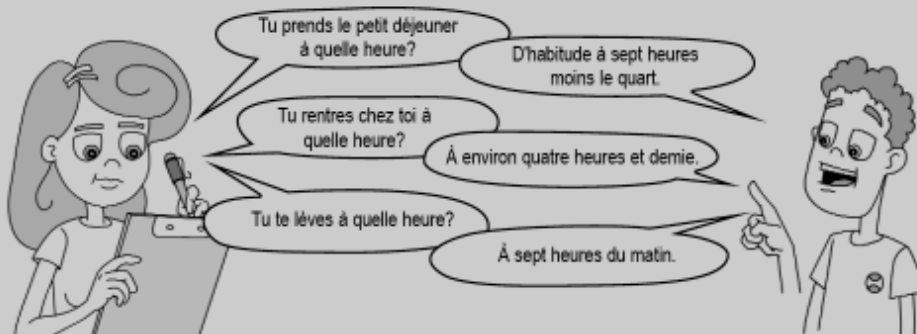 Tu prends le petit déjeuner
à quelle heure?
D'habitude à sept heures
moins le quart.
Tu rentres chez toi à
quelle heure?
À environ quatre heures et demie.
Tu te léves à quelle heure?
À sept heures du matin.